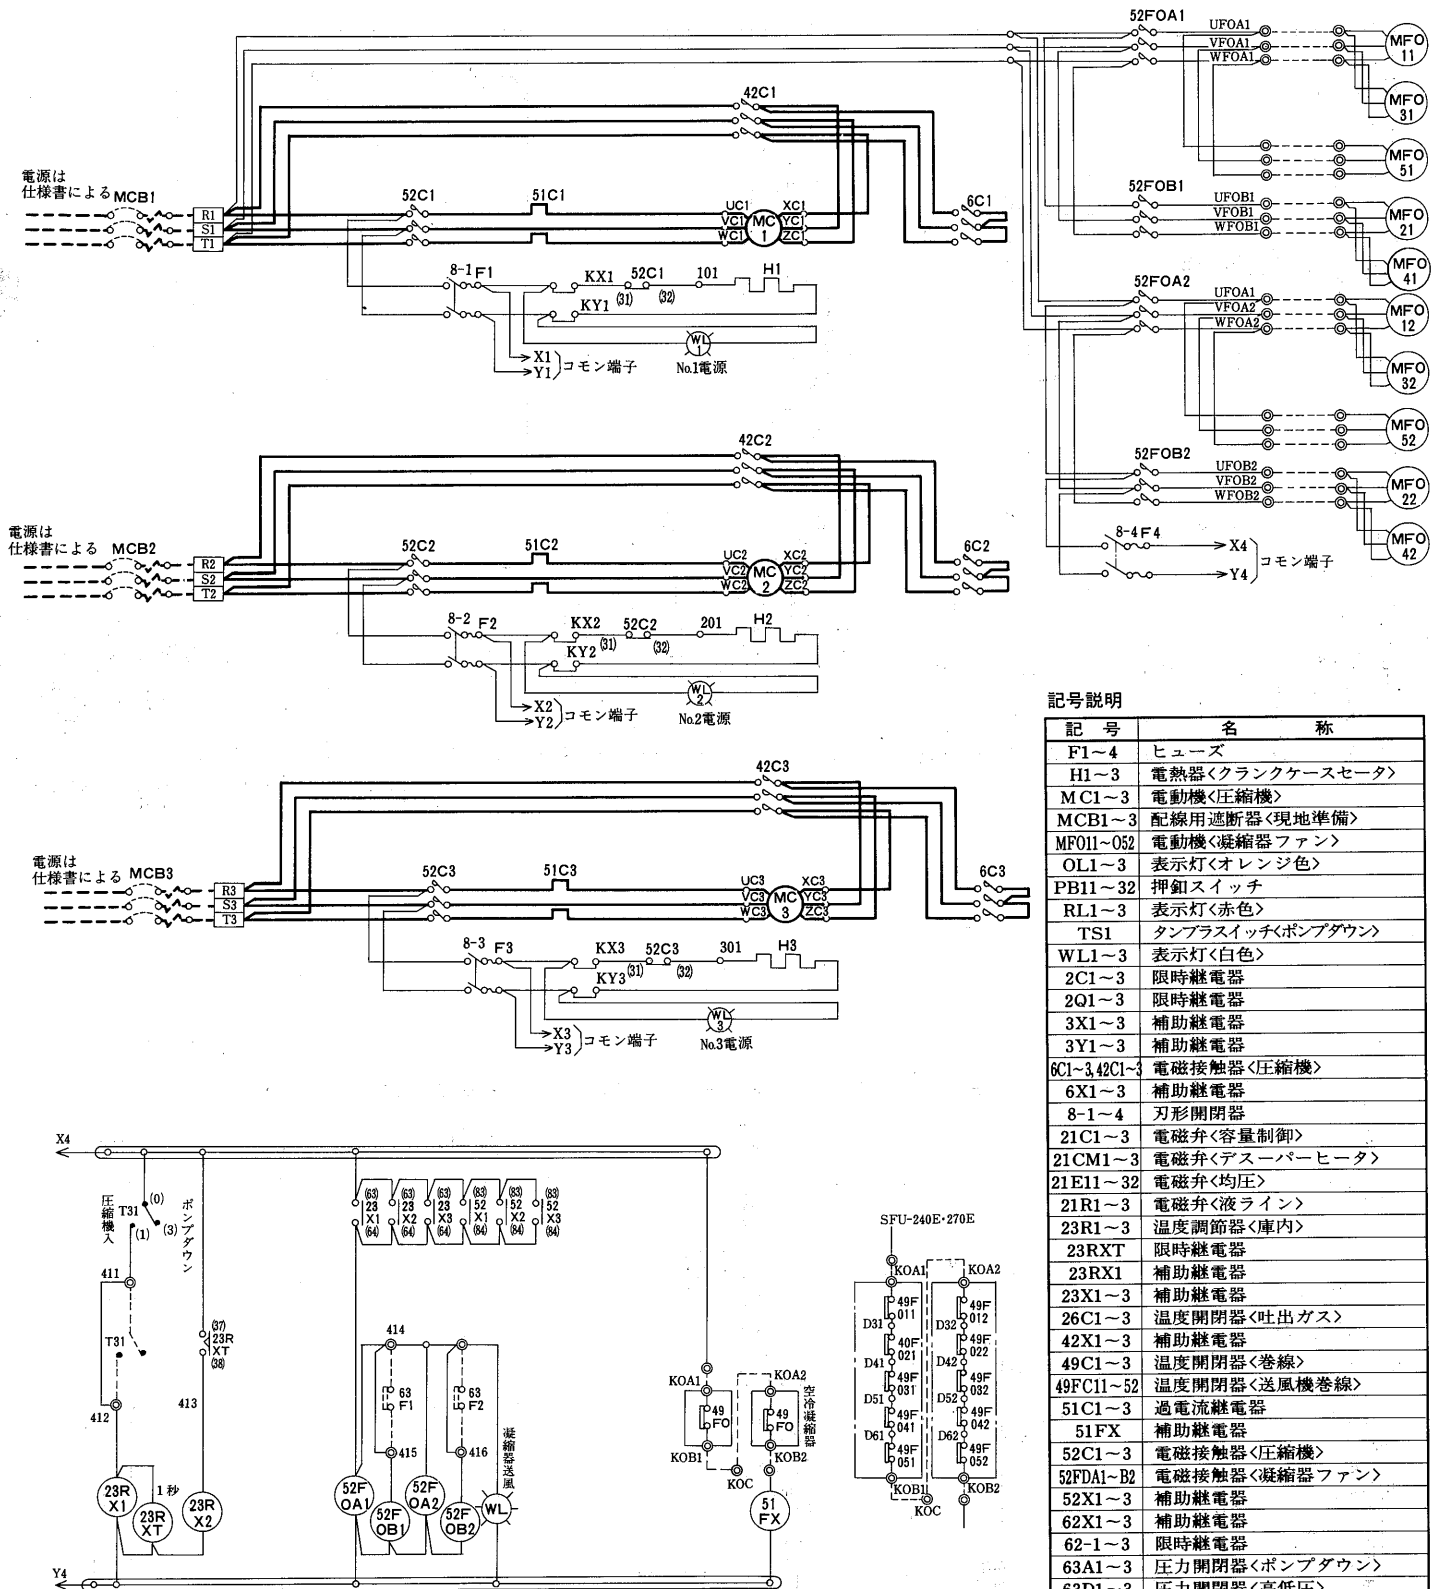 52FOA1
UFOA1
VFOA1
WFOA1
MFO
11
MFO
31
MFO
51
42C1
電源は
仕様書による MCB1
R1
S1
T1
52C1
51C1
UC1
VC1
WC1
MC
1
XC1
YC1
ZC1
6C1
52FOB1
UFOB1
VFOB1
WFOB1
MFO
21
MFO
41
8-1 F1
KX1
(31)
52C1
(32)
101
H1
KY1
WL
1
X1
Y1
コモン端子
No.1電源
52FOA2
UFOA1
VFOA2
WFOA2
MFO
12
MFO
32
MFO
52
42C2
電源は
仕様書による MCB2
R2
S2
T2
52C2
51C2
UC2
VC2
WC2
MC
2
XC2
YC2
ZC2
6C2
52FOB2
UFOB2
VFOB2
WFOB2
MFO
22
MFO
42
8-4F4
X4
Y4
コモン端子
8-2 F2
KX2
(31)
52C2
(32)
201
H2
KY2
WL
2
X2
Y2
コモン端子
No.2電源
42C3
電源は
仕様書による MCB3
R3
S3
T3
52C3
51C3
UC3
VC3
WC3
MC
3
XC3
YC3
ZC3
6C3
8-3 F3
KX3
(31)
52C3
(32)
301
H3
KY3
WL
3
X3
Y3
コモン端子
No.3電源
記号説明
記 号 名 称
F1~4 ヒューズ
H1~3 電熱器<クランクケースセータ>
MC1~3 電動機<圧縮機>
MCB1~3 配線用遮断器<現地準備>
MFO11~052 電動機<凝縮器ファン>
OL1~3 表示灯<オレンジ色>
PB11~32 押釦スイッチ
RL1~3 表示灯<赤色>
TS1 タンブラスイッチ<ポンプダウン>
WL1~3 表示灯<白色>
2C1~3 限時継電器
2Q1~3 限時継電器
3X1~3 補助継電器
3Y1~3 補助継電器
6C1~3,42C1~3 電磁接触器<圧縮機>
6X1~3 補助継電器
8-1~4 刃形開閉器
21C1~3 電磁弁<容量制御>
21CM1~3 電磁弁<デスーパーヒータ>
21E11~32 電磁弁<均圧>
21R1~3 電磁弁<液ライン>
23R1~3 温度調節器<庫内>
23RXT 限時継電器
23RX1 補助継電器
23X1~3 補助継電器
26C1~3 温度開閉器<吐出ガス>
42X1~3 補助継電器
49C1~3 温度開閉器<巻線>
49FC11~52 温度開閉器<送風機巻線>
51C1~3 過電流継電器
51FX 補助継電器
52C1~3 電磁接触器<圧縮機>
52FDA1~B2 電磁接触器<凝縮器ファン>
52X1~3 補助継電器
62X1~3 補助継電器
62-1~3 限時継電器
63A1~3 圧力開閉器<ポンプダウン>
63D1~3 圧力開閉器<高低圧>
X4
圧縮機入
T31
(0)
(1)
(3)
ポンプダウン
411
T31
412
(37)
23R
XT
(38)
413
23R
X1
1秒
23R
XT
23R
X2
(63)
23
X1
(64)
(63)
23
X2
(64)
(63)
23
X3
(64)
(83)
52
X1
(84)
(83)
52
X2
(84)
(83)
52
X3
(84)
414
63
F1
63
F2
415
416
凝縮器送風
52F
OA1
52F
OB1
52F
OA2
52F
OB2
WL
KOA1
49
FO
KOB1
KOC
KOA2
49
FO
KOB2
空冷凝縮器
51
FX
Y4
SFU-240E・270E
KOA1
49F
011
D31
40F
021
D41
49F
031
D51
49F
041
D61
49F
051
KOB1
KOC
KOA2
49F
012
D32
49F
022
D42
49F
032
D52
49F
042
D62
49F
052
KOB2